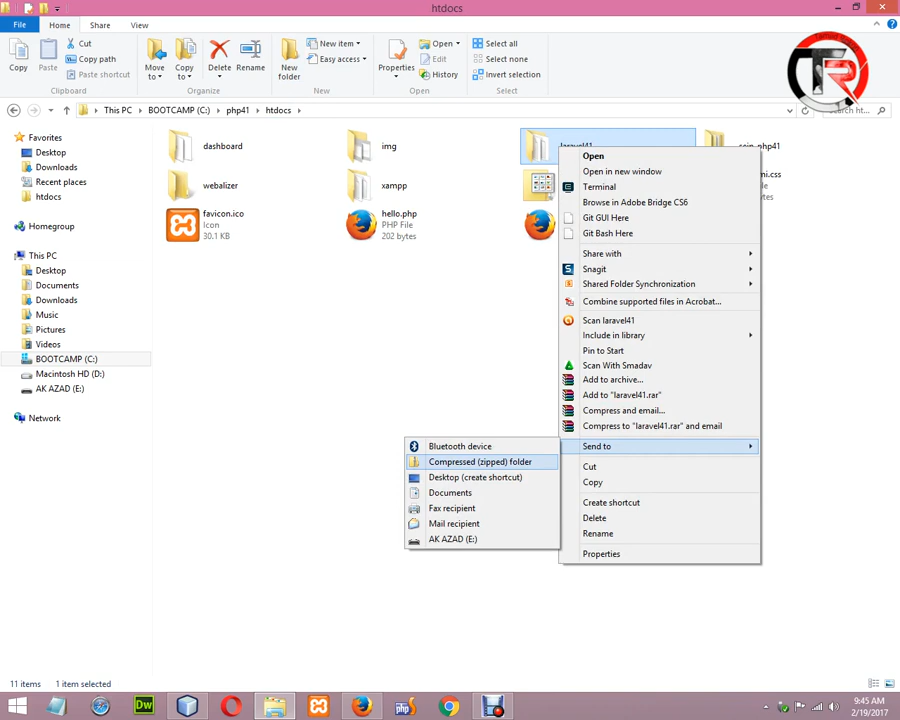 htdocs
File
Home
Share
View
Copy
Paste
Cut
Copy path
Paste shortcut
Clipboard
Move to
Copy to
Delete
Rename
Organize
New folder
New item
Easy access
New
Properties
Open
Edit
History
Open
Select all
Select none
Invert selection
Select
TR
This PC
BOOTCAMP (C:)
php41
htdocs
ht...
Favorites
Desktop
Downloads
Recent places
htdocs
Homegroup
This PC
Desktop
Documents
Downloads
Music
Pictures
Videos
BOOTCAMP (C:)
Macintosh HD (D:)
AK AZAD (E:)
Network
dashboard
img
laravel41
webalizer
xampp
favicon.ico
Icon
30.1 KB
hello.php
PHP File
202 bytes
Open
Open in new window
Terminal
Browse in Adobe Bridge CS6
Git GUI Here
Git Bash Here
Share with
Snagit
Shared Folder Synchronization
Combine supported files in Acrobat...
Scan laravel41
Include in library
Pin to Start
Scan With Smadav
Add to archive...
Add to "laravel41.rar"
Compress and email...
Compress to "laravel41.rar" and email
Send to
Cut
Copy
Create shortcut
Delete
Rename
Properties
Bluetooth device
Compressed (zipped) folder
Desktop (create shortcut)
Documents
Fax recipient
Mail recipient
AK AZAD (E:)
11 items
1 item selected
Dw
php
9:45 AM
2/19/2017